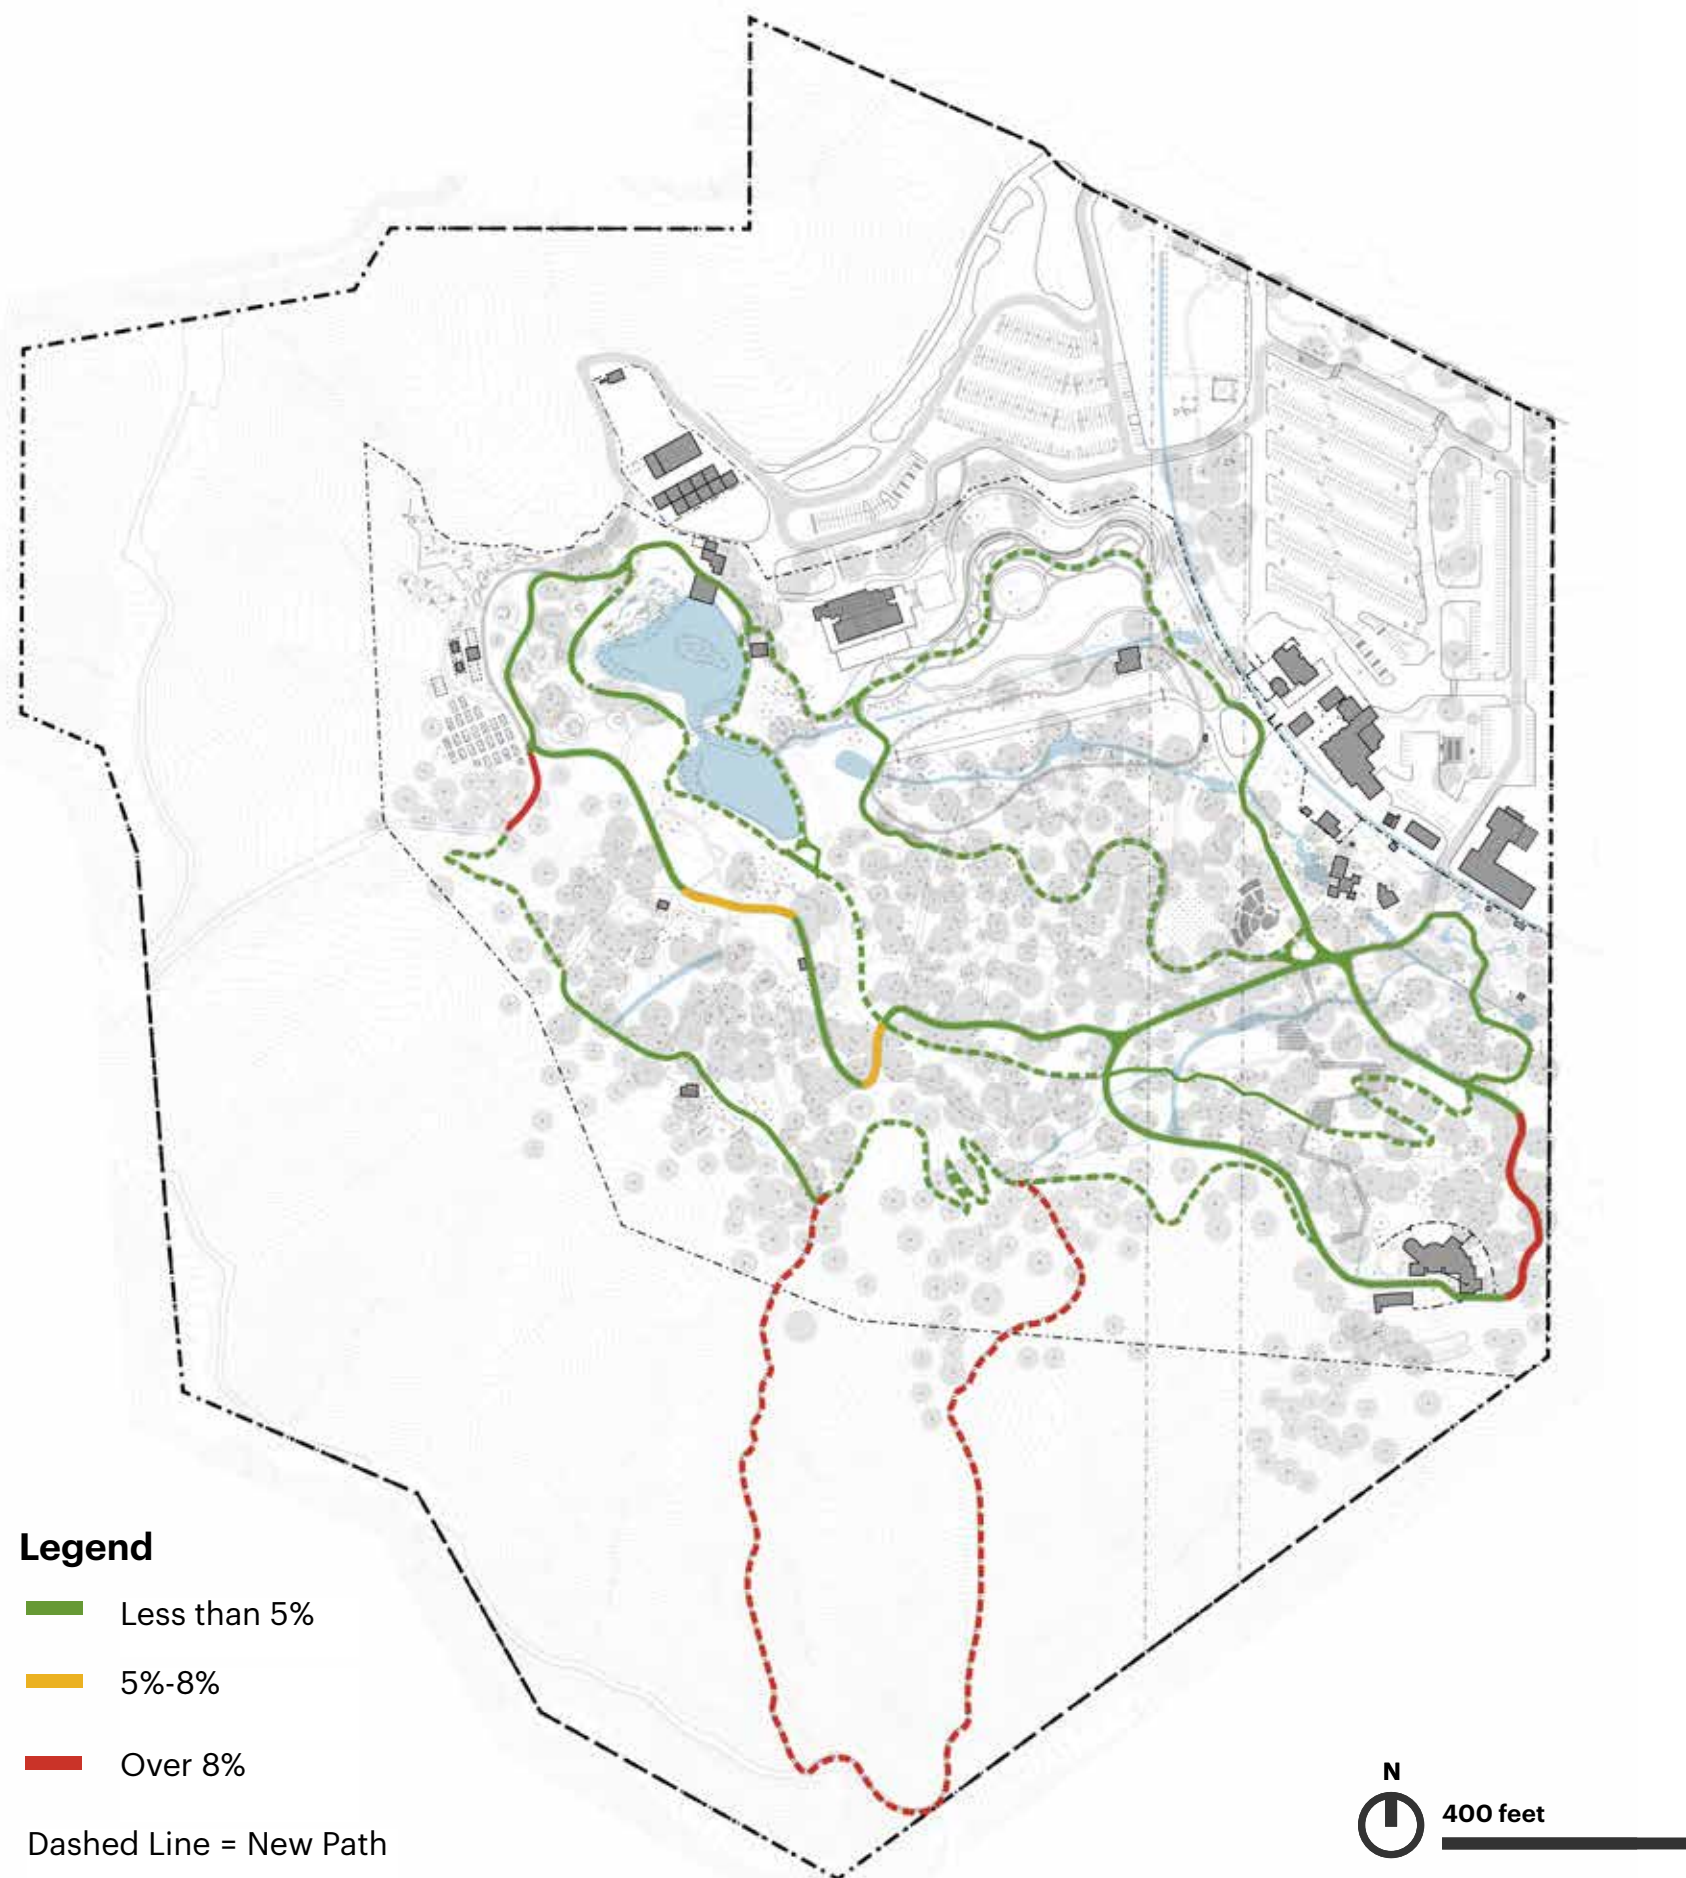 Legend
Less than 5%
5%-8%
Over 8%
Dashed Line = New Path
N
400 feet